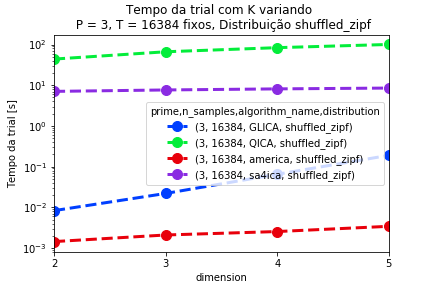 Tempo da trial com K variando
P = 3, T = 16384 fixos, Distribuição shuffled_zipf
Tempo da trial [s]
10²
10¹
10⁰
10⁻¹
10⁻²
10⁻³
prime,n_samples,algorithm_name,distribution
(3, 16384, GLICA, shuffled_zipf)
(3, 16384, QICA, shuffled_zipf)
(3, 16384, america, shuffled_zipf)
(3, 16384, sa4ica, shuffled_zipf)
2 3 4 5
dimension